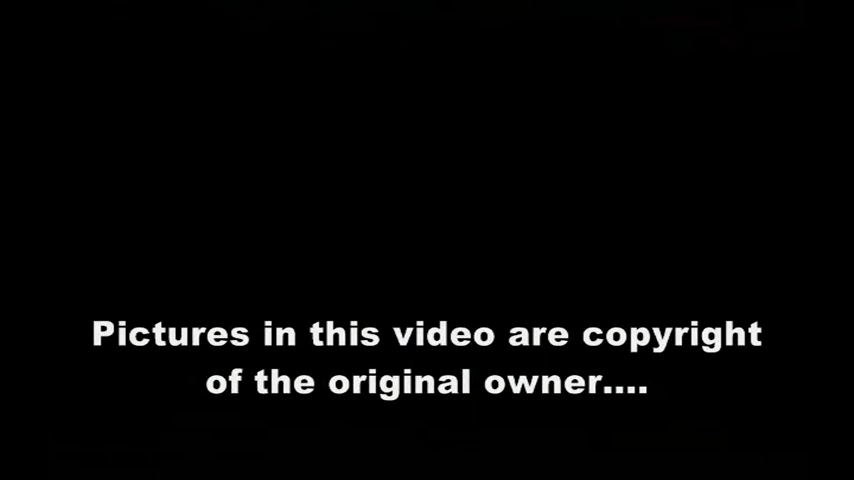 Pictures in this video are copyright
of the original owner....